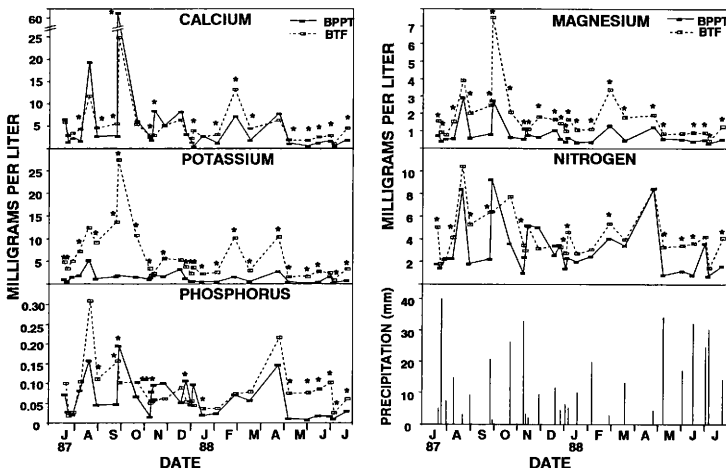 CALCIUM
BPPT
BTF
60
25
20
15
10
5
POTASSIUM
25
20
15
10
5
0
PHOSPHORUS
0.30
0.25
0.20
0.15
0.10
0.05
0
MILLIGRAMS PER LITER
J A S O N D J F M A M J J
87 88
DATE
MAGNESIUM
BPPT
BTF
7
6
5
4
3
2
1
NITROGEN
10
8
6
4
2
MILLIGRAMS PER LITER
40
30
20
10
0
PRECIPITATION (mm)
J A S O N D J F M A M J J
87 88
DATE